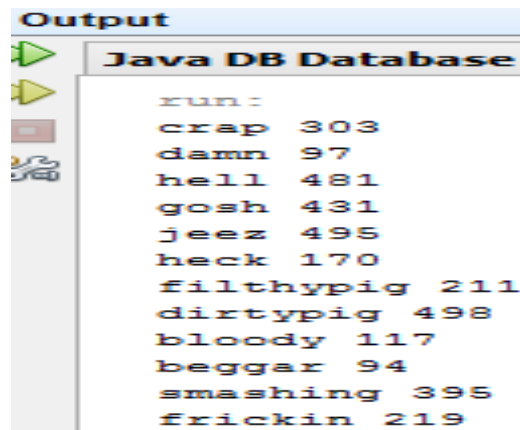 Output
Java DB Database
run:
crap 303
damn 97
hell 481
gosh 431
jeez 495
heck 170
filthypig 211
dirtypig 498
bloody 117
beggar 94
smashing 395
frickin 219